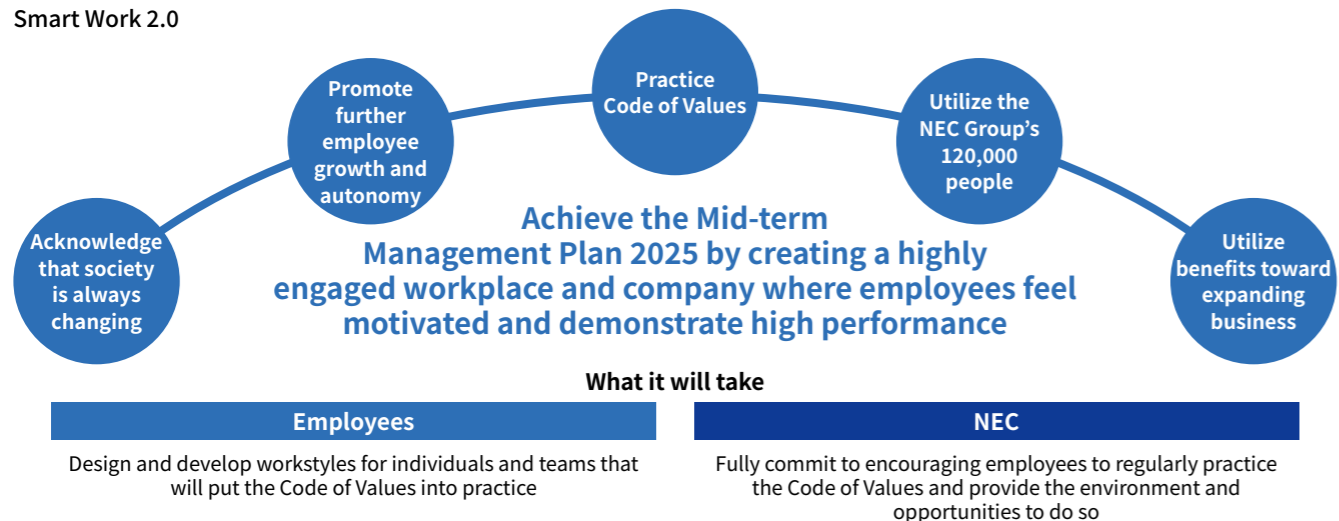 Smart Work 2.0
Acknowledge
that society
is always
changing
Promote
further
employee
growth and
autonomy
Practice
Code of Values
Utilize the
NEC Group’s
120,000
people
Utilize
benefits toward
expanding
business
Achieve the Mid-term
Management Plan 2025 by creating a highly
engaged workplace and company where employees feel
motivated and demonstrate high performance
What it will take
Employees
Design and develop workstyles for individuals and teams that
will put the Code of Values into practice
NEC
Fully commit to encouraging employees to regularly practice
the Code of Values and provide the environment and
opportunities to do so